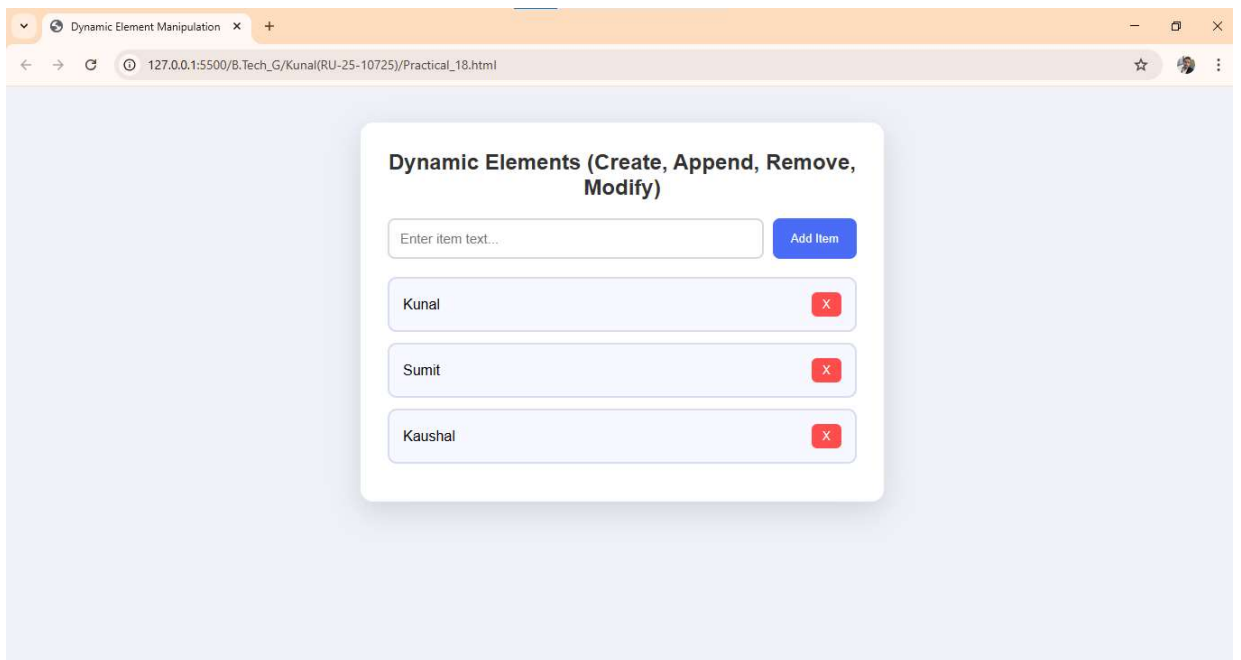 Dynamic Element Manipulation
127.0.0.1:5500/B.Tech_G/Kunal(RU-25-10725)/Practical_18.html
Dynamic Elements (Create, Append, Remove,
Modify)
Enter item text... Add Item
Kunal X
Sumit X
Kaushal X